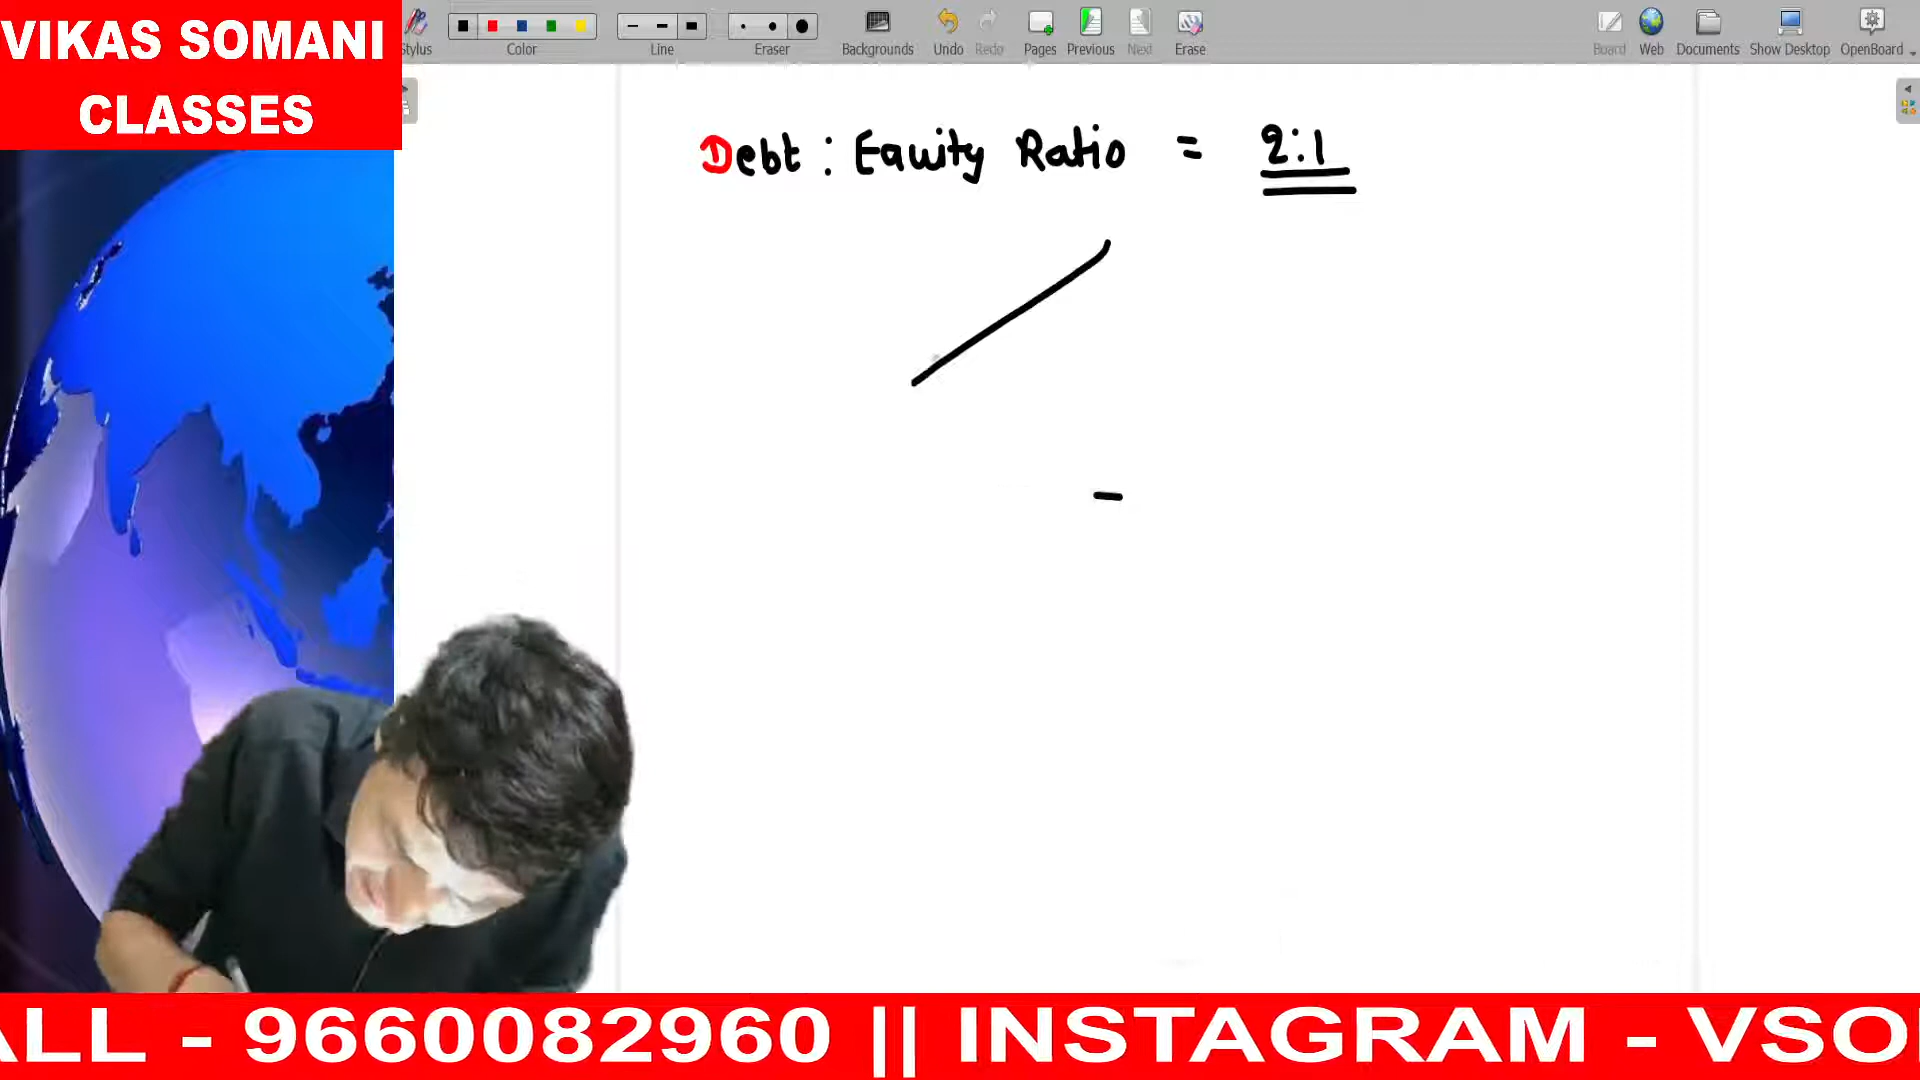 VIKAS SOMANI
CLASSES
Stylus Color Line Eraser Backgrounds Undo Redo Pages Previous Next Erase Board Web Documents Show Desktop OpenBoard
Debt : Equity Ratio = 2:1
ALL - 9660082960 || INSTAGRAM - VSO